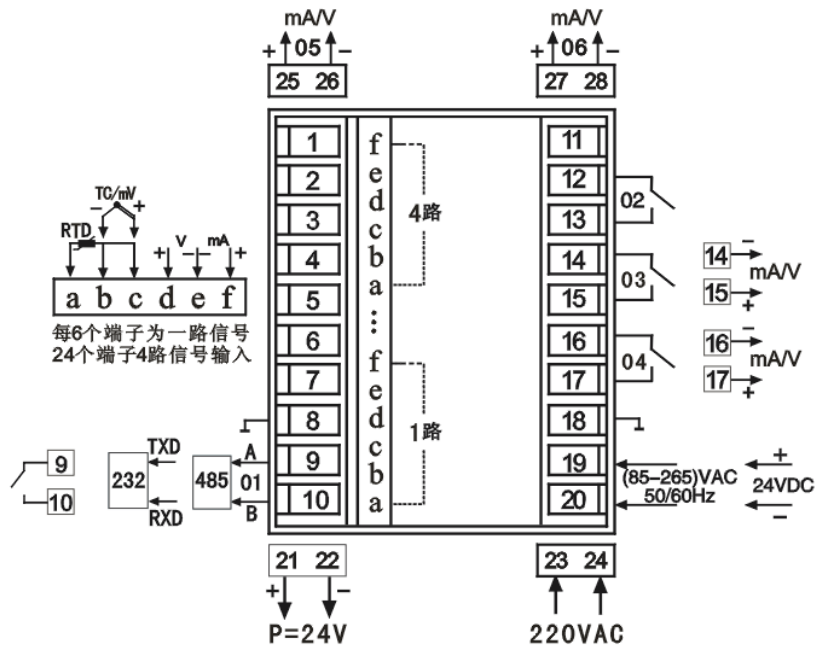 mA/V
+ 05 −
25 26
mA/V
+ 06 −
27 28
1
2
3
4
5
6
7
8
9
10
f
e
d
c
b
a
4路
⋮
f
e
d
c
b
a
1路
11
12
13
14
15
16
17
18
19
20
TC/mV
− +
RTD
+ V − − mA +
a b c d e f
每6个端子为一路信号
24个端子4路信号输入
02
03
04
14 −
mA/V
15 +
16 −
mA/V
17 +
9
10
TXD
232
RXD
485
A
01
B
(85-265)VAC
50/60Hz
+
24VDC
−
21 22
+ −
P=24V
23 24
220VAC